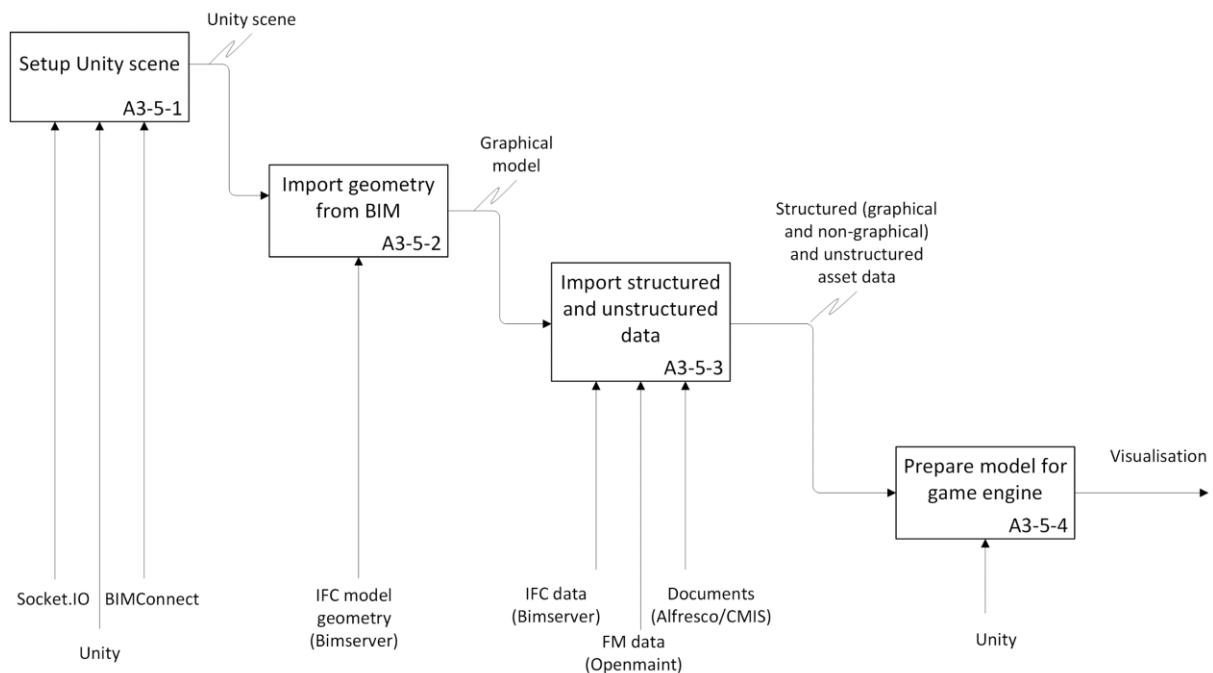 Unity scene
Setup Unity scene
A3-5-1
Graphical
model
Import geometry
from BIM
A3-5-2
Structured (graphical
and non-graphical)
and unstructured
asset data
Import structured
and unstructured
data
A3-5-3
Prepare model for
game engine
A3-5-4
Visualisation
Socket.IO
BIMConnect
Unity
IFC model
geometry
(Bimserver)
IFC data
(Bimserver)
Documents
(Alfresco/CMIS)
FM data
(Openmaint)
Unity